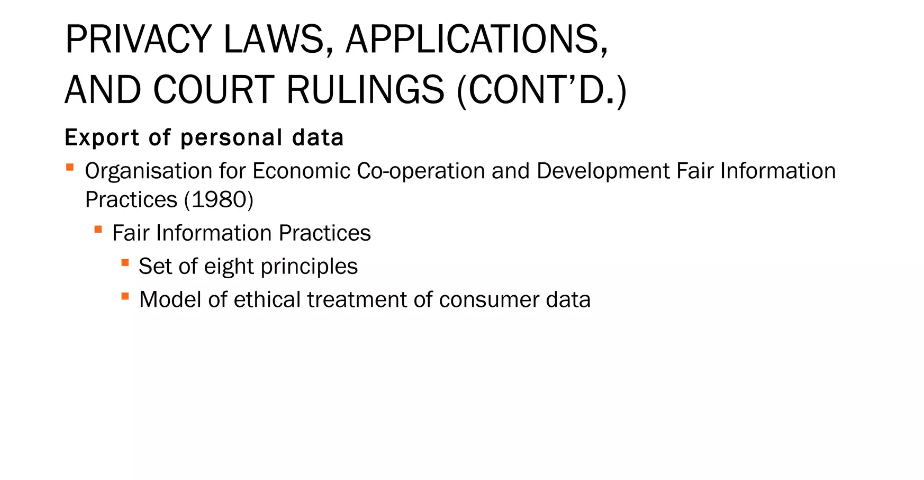 PRIVACY LAWS, APPLICATIONS,
AND COURT RULINGS (CONT’D.)
Export of personal data
Organisation for Economic Co-operation and Development Fair Information
Practices (1980)
Fair Information Practices
Set of eight principles
Model of ethical treatment of consumer data